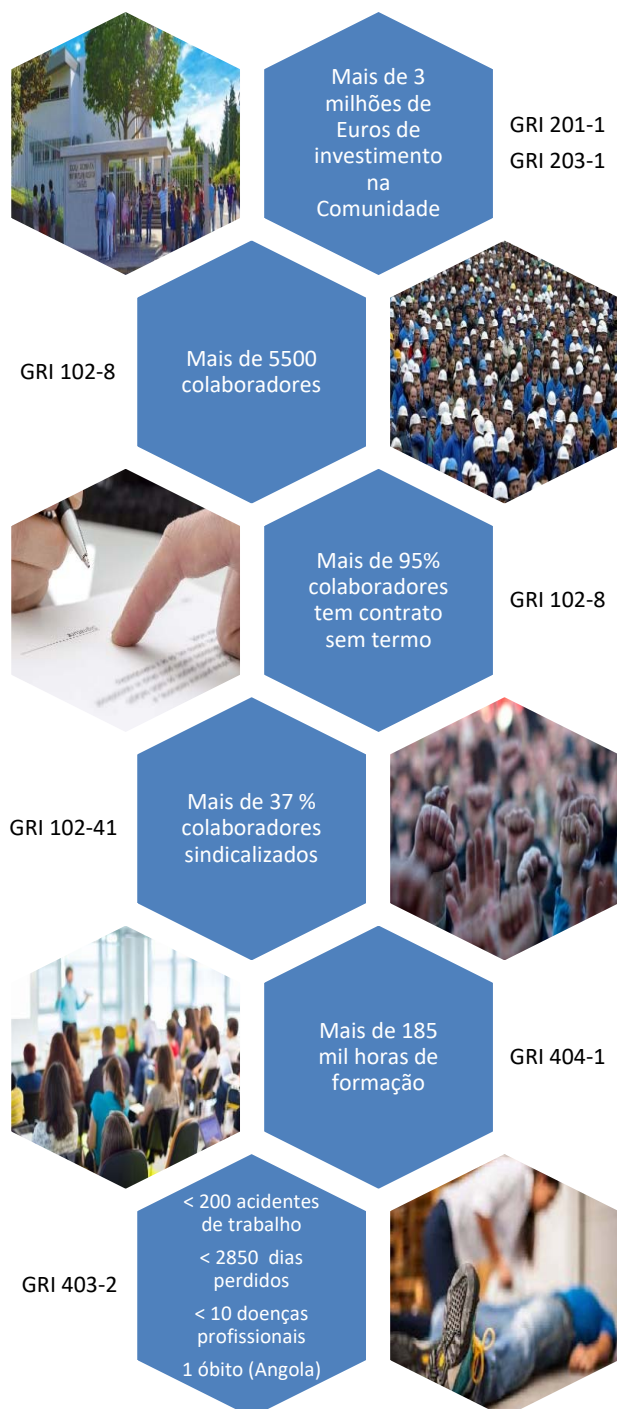 Mais de 3
milhões de
Euros de
investimento
na
Comunidade
GRI 201-1
GRI 203-1
GRI 102-8
Mais de 5500
colaboradores
Mais de 95%
colaboradores
tem contrato
sem termo
GRI 102-8
GRI 102-41
Mais de 37 %
colaboradores
sindicalizados
Mais de 185
mil horas de
formação
GRI 404-1
GRI 403-2
< 200 acidentes
de trabalho
< 2850 dias
perdidos
< 10 doenças
profissionais
1 óbito (Angola)